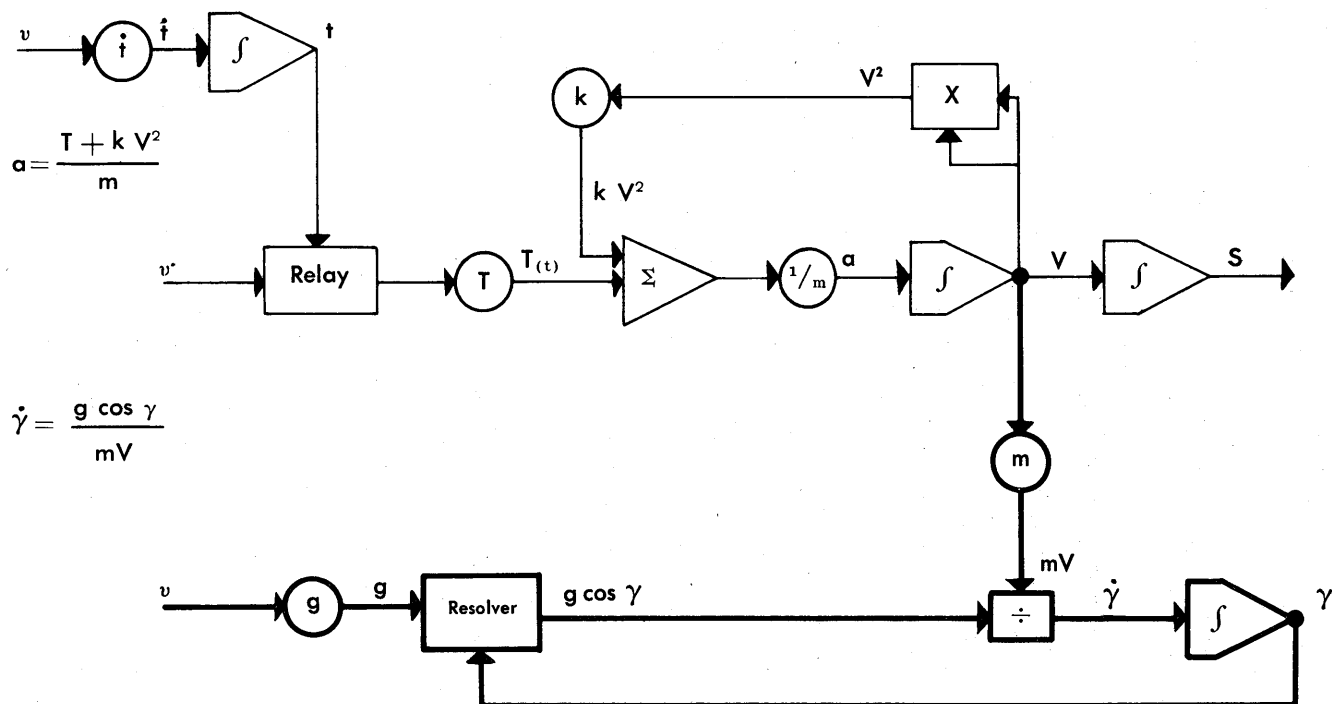 υ
ṫ
ṫ
∫
t
a = T + k V² / m
k
V²
X
k V²
υ
Relay
T
T(t)
Σ
1/m
a
∫
V
∫
S
γ̇ = g cos γ / mV
m
mV
υ
g
g
Resolver
g cos γ
÷
γ̇
∫
γ